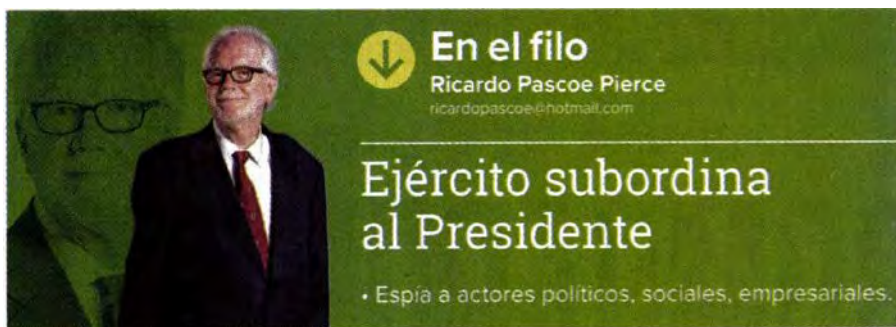 En el filo
Ricardo Pascoe Pierce
ricardopascoe@hotmail.com
Ejército subordina
al Presidente
• Espía a actores políticos, sociales, empresariales.